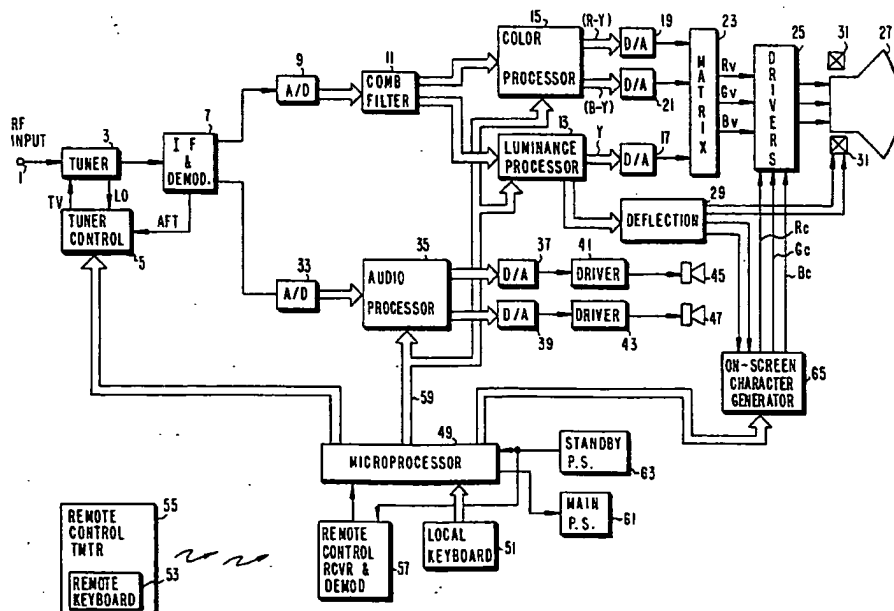 RF
INPUT
1
3
TUNER
TV
LO
TUNER
CONTROL
5
AFT
7
IF
&
DEMOD.
9
A/D
11
COMB
FILTER
15
COLOR
PROCESSOR
(R-Y)
19
D/A
(B-Y)
D/A
21
13
LUMINANCE
PROCESSOR
Y
17
D/A
23
MATRIX
Rv
Gv
Bv
25
DRIVERS
31
27
31
29
DEFLECTION
Rc
Gc
Bc
33
A/D
35
AUDIO
PROCESSOR
37
D/A
41
DRIVER
45
D/A
39
DRIVER
43
47
ON-SCREEN
CHARACTER
GENERATOR
65
59
49
MICROPROCESSOR
STANDBY
P.S.
63
MAIN
P.S.
61
REMOTE
CONTROL
RCVR &
DEMOD
57
LOCAL
KEYBOARD
51
55
REMOTE
CONTROL
TMTR
53
REMOTE
KEYBOARD